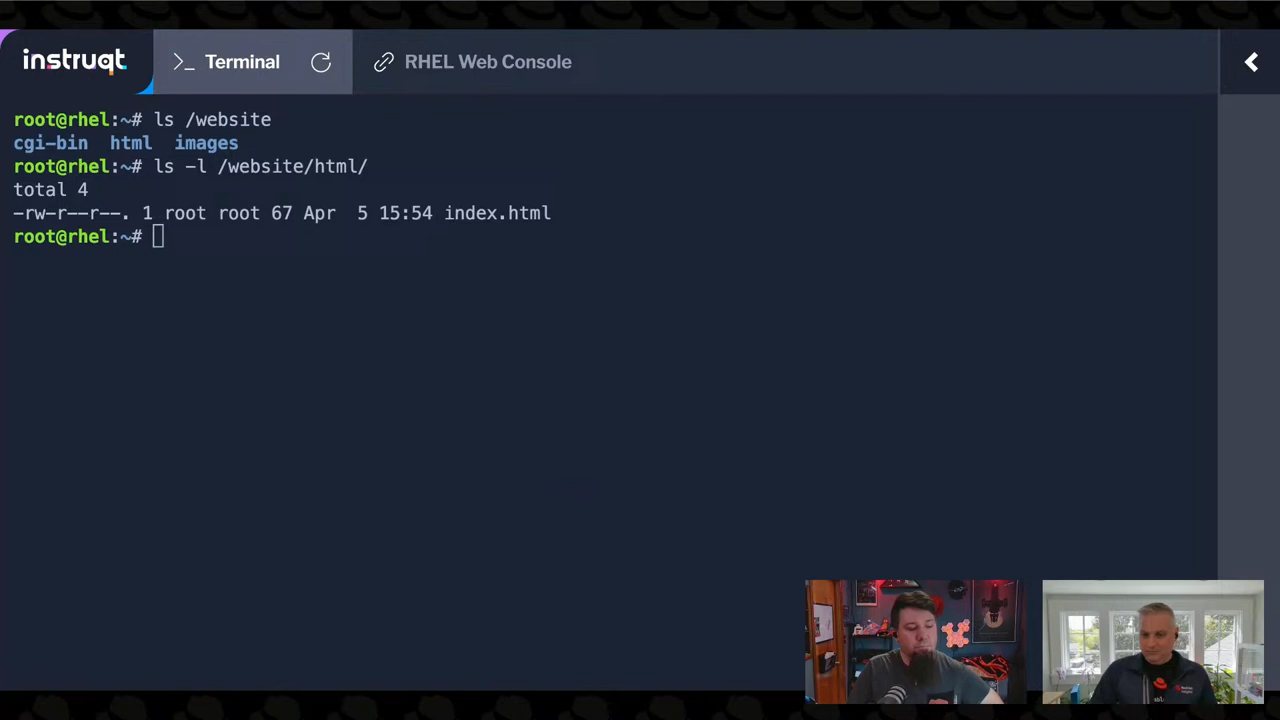 instruqt
>_ Terminal
RHEL Web Console
root@rhel:~# ls /website
cgi-bin  html  images
root@rhel:~# ls -l /website/html/
total 4
-rw-r--r--. 1 root root 67 Apr  5 15:54 index.html
root@rhel:~#